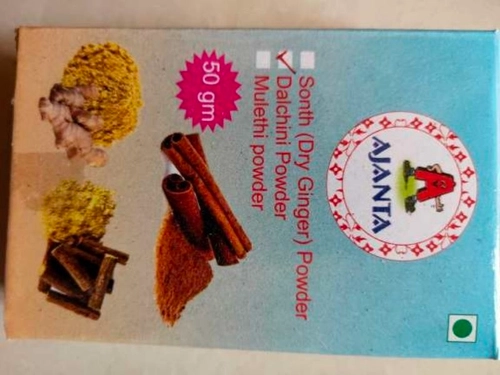 AJANTA
Sonth (Dry Ginger) Powder
Dalchini Powder
Mulethi powder
50 gm